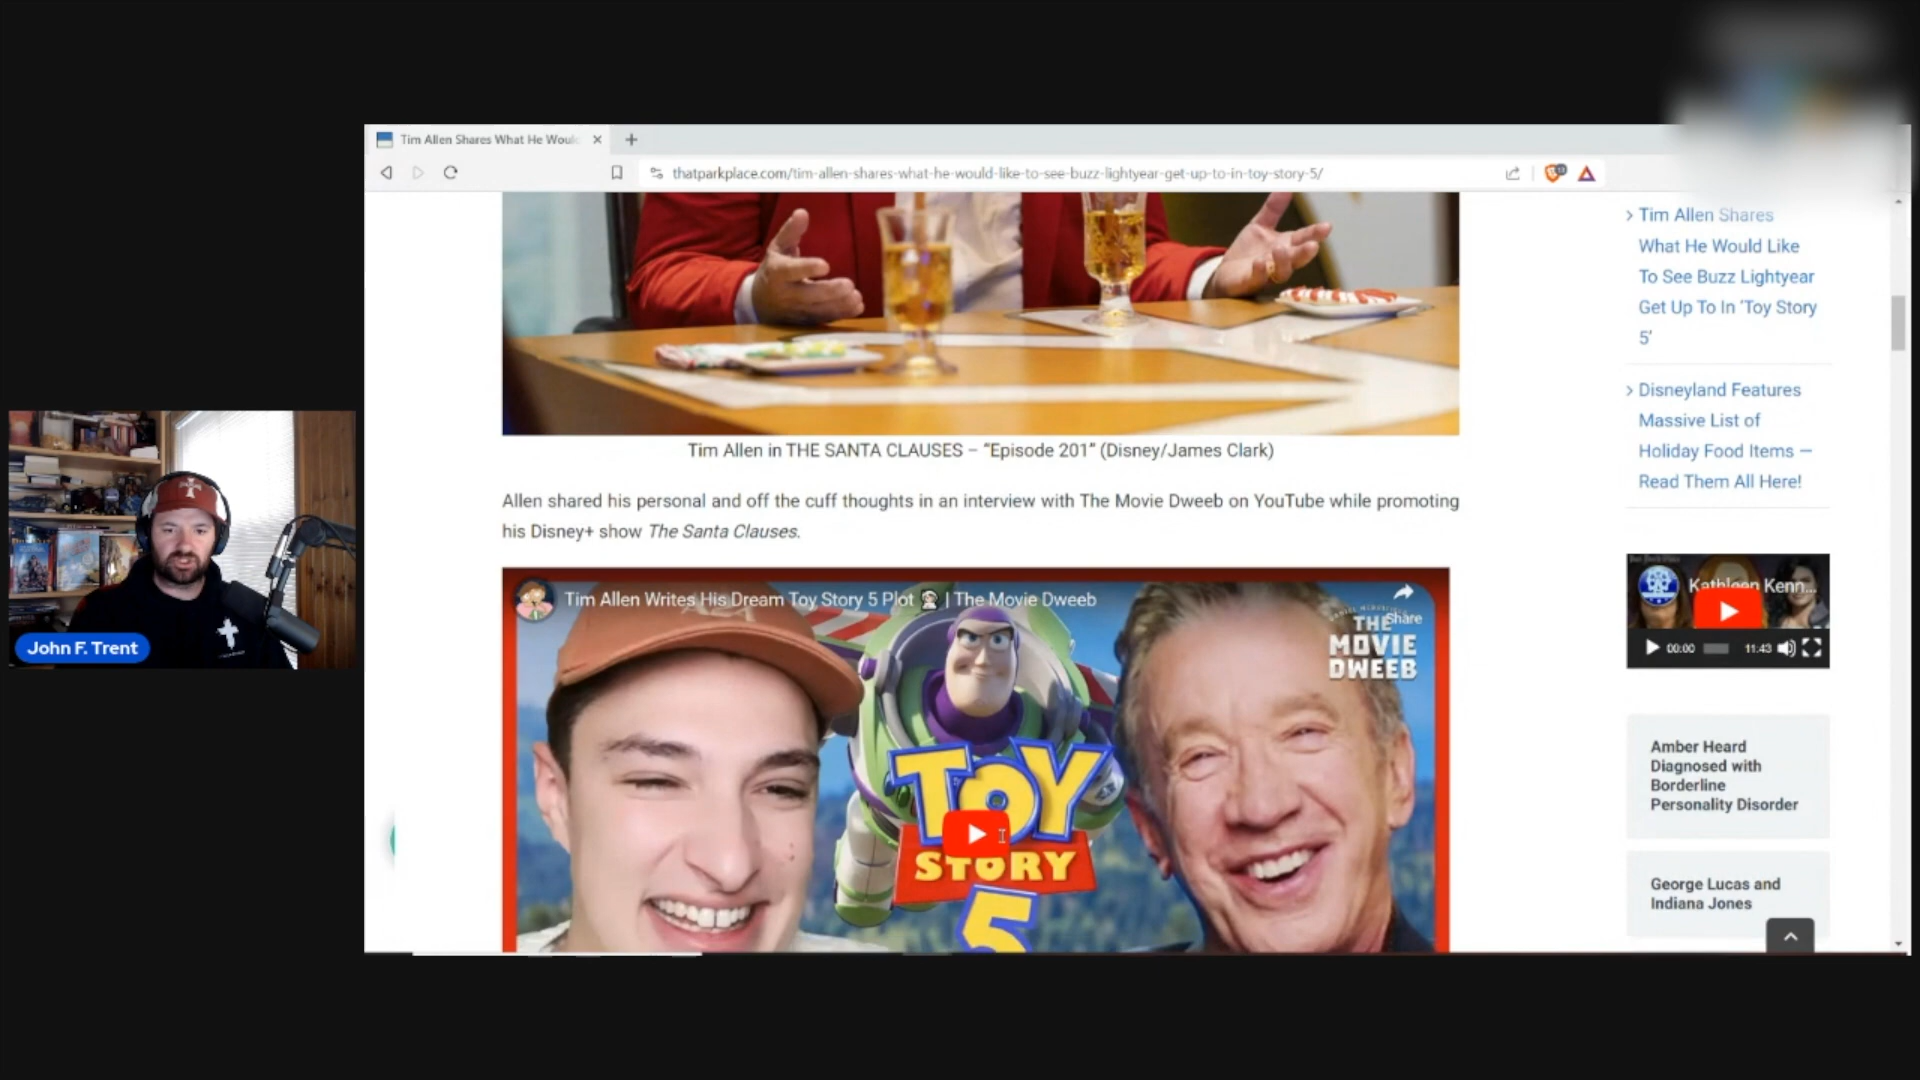 Tim Allen Shares What He Woul
thatparkplace.com/tim-allen-shares-what-he-would-like-to-see-buzz-lightyear-get-up-to-in-toy-story-5/
Tim Allen in THE SANTA CLAUSES – “Episode 201” (Disney/James Clark)
Allen shared his personal and off the cuff thoughts in an interview with The Movie Dweeb on YouTube while promoting
his Disney+ show The Santa Clauses.
Tim Allen Writes His Dream Toy Story 5 Plot | The Movie Dweeb
Share
THE
MOVIE
DWEEB
TOY
STORY
5
John F. Trent
Tim Allen Shares
What He Would Like
To See Buzz Lightyear
Get Up To In ‘Toy Story
5’
Disneyland Features
Massive List of
Holiday Food Items —
Read Them All Here!
Kathleen Kenn...
00:00 11:43
Amber Heard
Diagnosed with
Borderline
Personality Disorder
George Lucas and
Indiana Jones